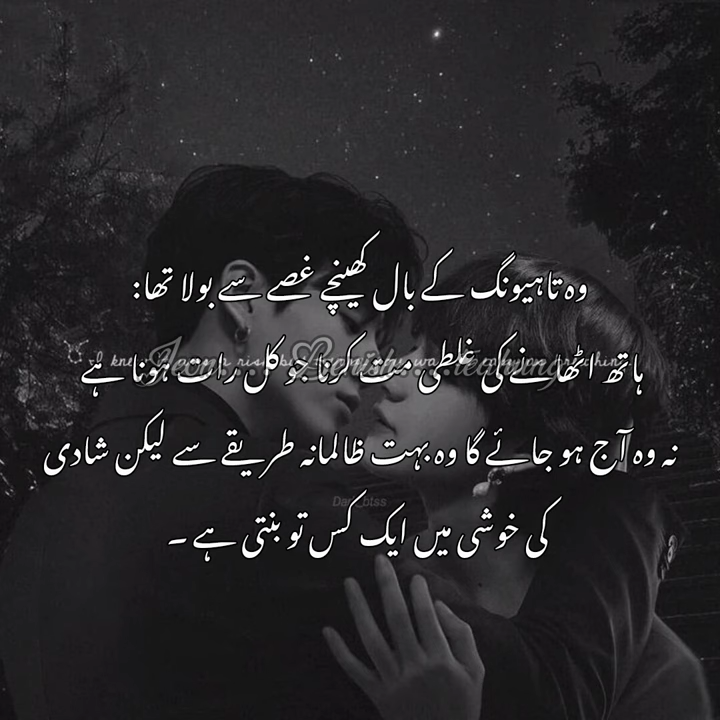 وہ تاہیونگ کے بال کھینچے غصے سے بولا تھا:
ہاتھ اٹھانے کی غلطی مت کرنا جو کل رات ہونا ہے
نہ وہ آج ہو جائے گا وہ بہت ظالمانہ طریقے سے لیکن شادی
کی خوشی میں ایک کس تو بنتی ہے ۔